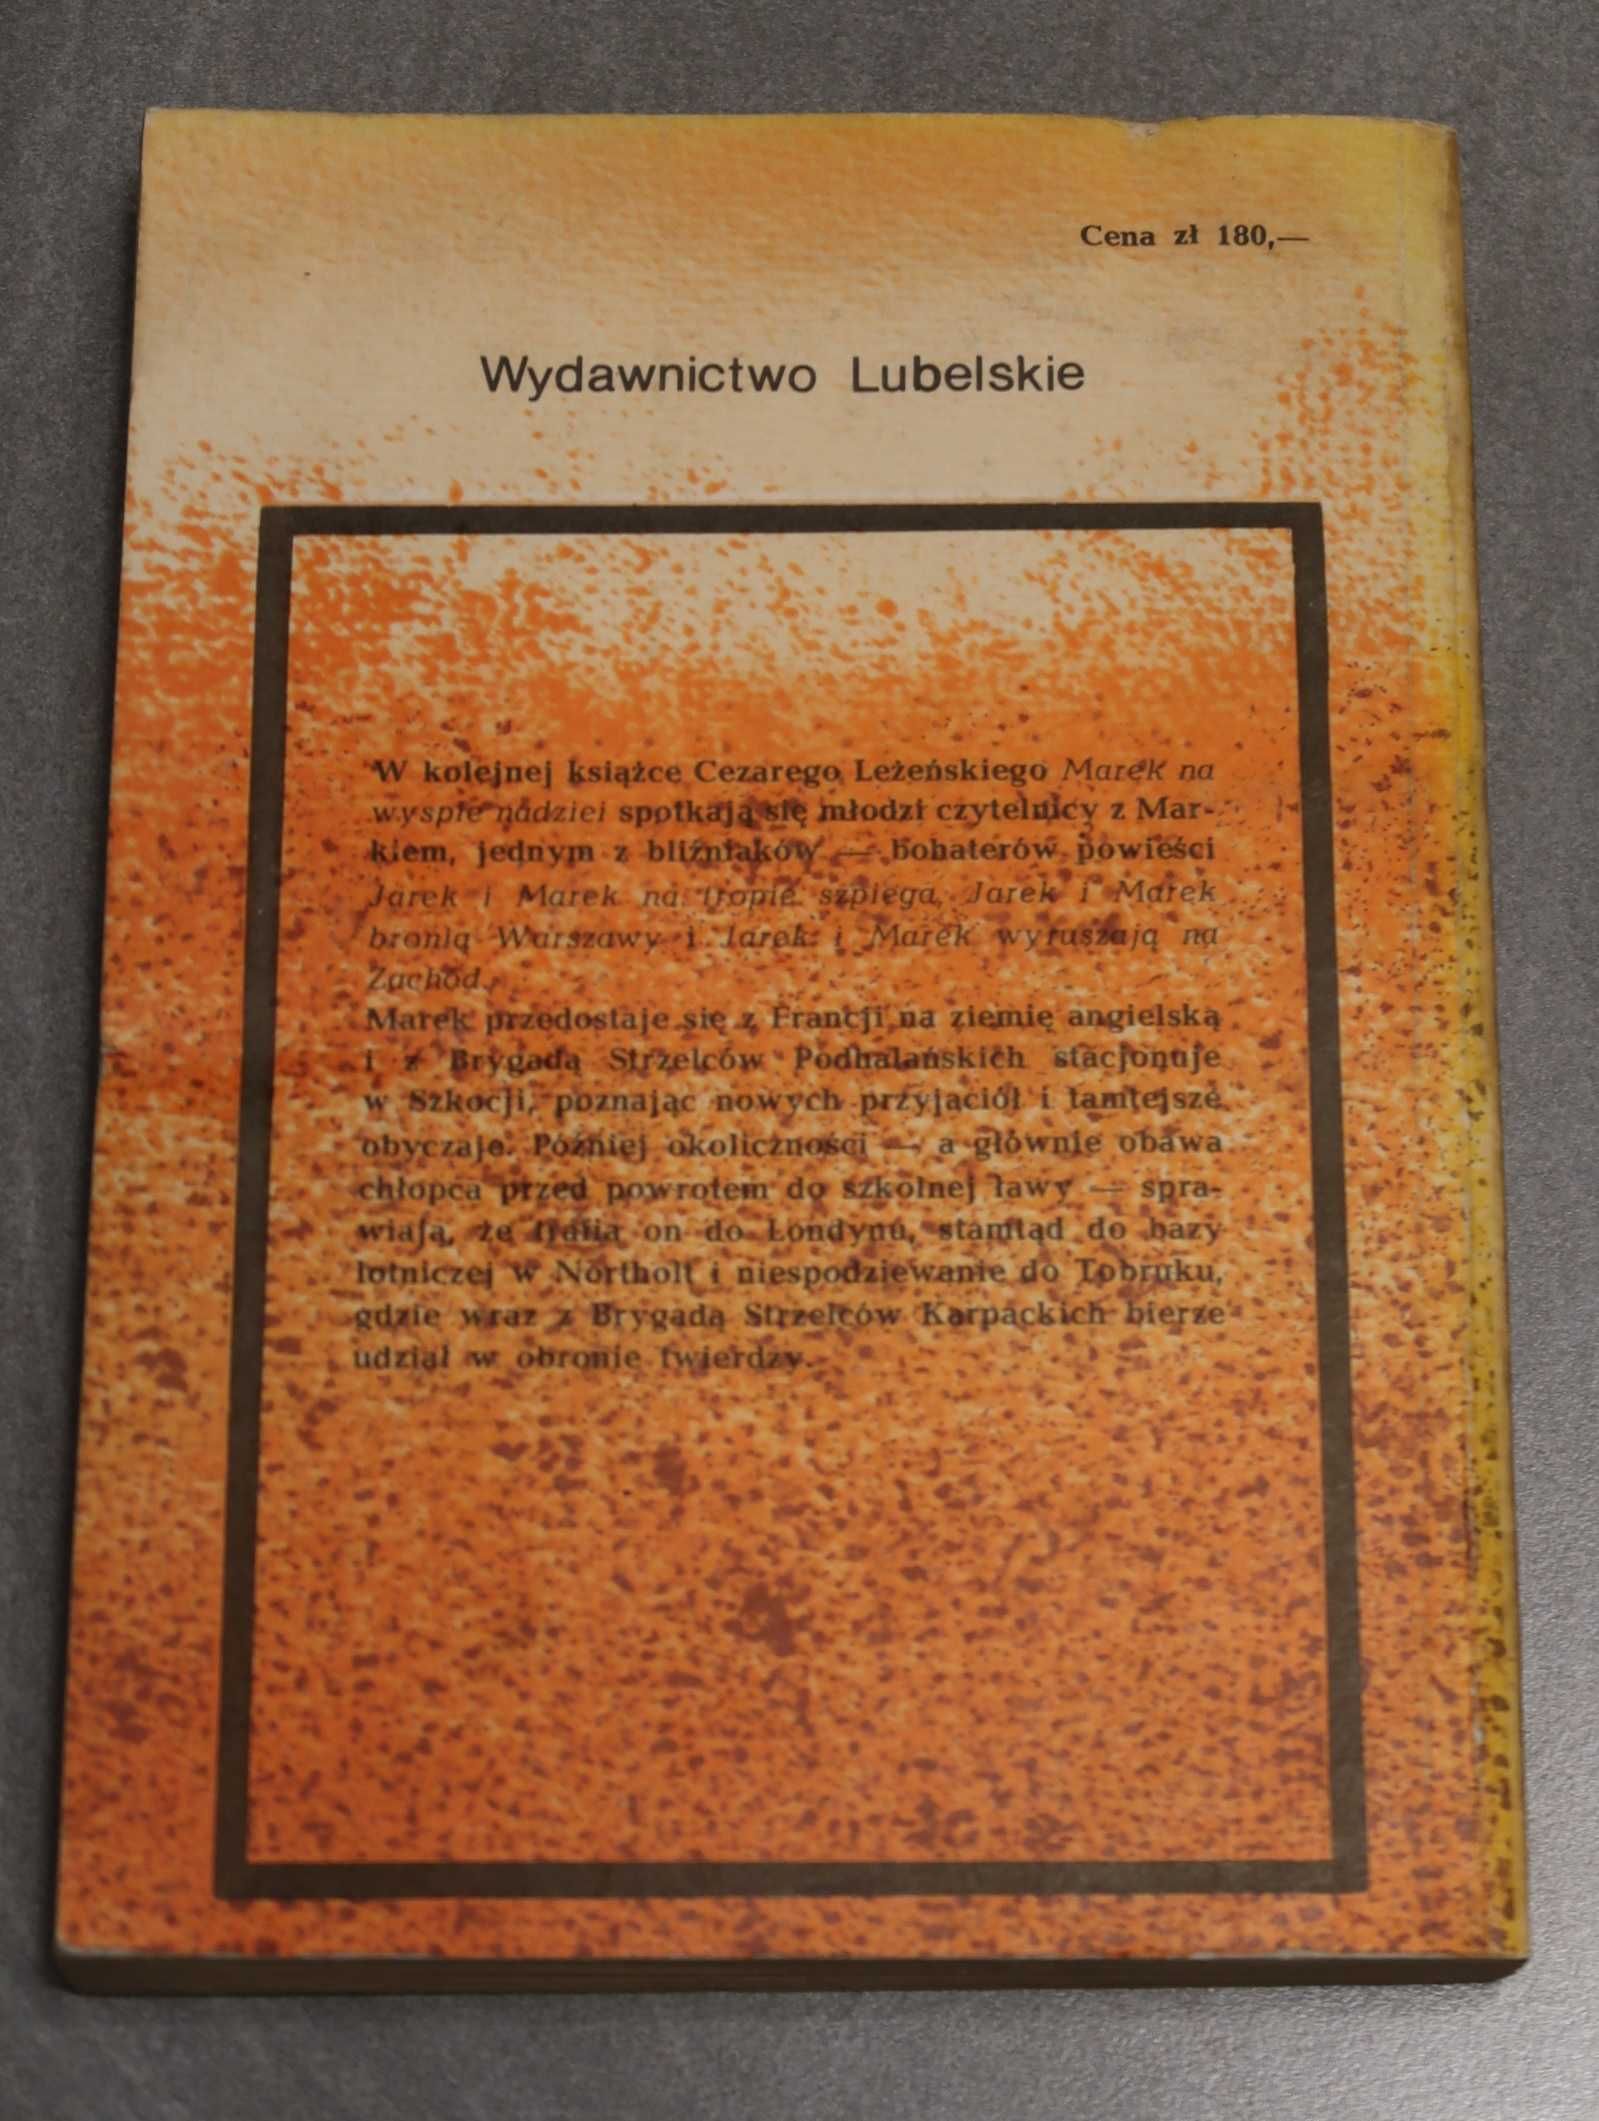 Cena zł 180,—
Wydawnictwo Lubelskie
W kolejnej książce Cezarego Leżeńskiego Marek na
wyspie nadziei spotkają się młodzi czytelnicy z Mar-
kiem, jednym z bliźniaków — bohaterów powieści
Jarek i Marek na tropie szpiega, Jarek i Marek
bronią Warszawy i Jarek i Marek wyruszają na
Zachód.
Marek przedostaje się z Francji na ziemię angielską
i z Brygadą Strzelców Podhalańskich stacjonuje
w Szkocji, poznając nowych przyjaciół i tamtejsze
obyczaje. Później okoliczności — a głównie obawa
chłopca przed powrotem do szkolnej ławy — spra-
wiają, że trafia on do Londynu, stamtąd do bazy
lotniczej w Northolt i niespodziewanie do Tobruku,
gdzie wraz z Brygadą Strzelców Karpackich bierze
udział w obronie twierdzy.